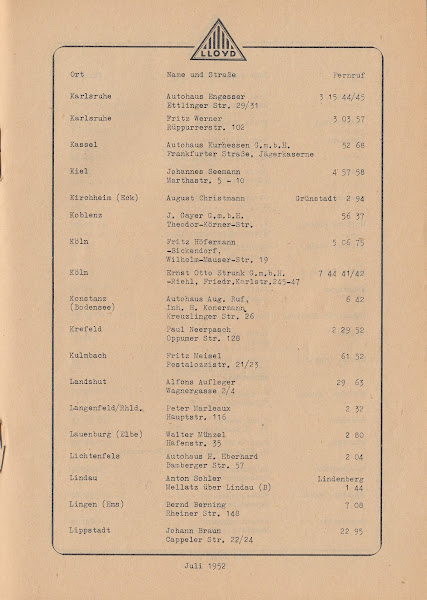 LLOYD
Ort Name und Straße Fernruf
Karlsruhe Autohaus Engesser 3 15 44/45
Ettlinger Str. 29/31
Karlsruhe Fritz Werner 3 03 57
Rüppurrerstr. 102
Kassel Autohaus Kurhessen G.m.b.H. 52 68
Frankfurter Straße, Jägerkaserne
Kiel Johannes Seemann 4 57 58
Marthastr. 5 - 10
Kirchheim (Eck) August Christmann Grünstadt 2 94
Koblenz J. Gayer G.m.b.H. 56 37
Theodor-Körner-Str.
Köln Fritz Höfermann 5 06 75
-Bickendorf,
Wilhelm-Mauser-Str. 19
Köln Ernst Otto Strunk G.m.b.H. 7 44 41/42
-Riehl, Friedr.Karlstr.245-47
Konstanz Autohaus Aug. Ruf, 6 42
(Bodensee) Inh. H. Konermann
Kreuzlinger Str. 26
Krefeld Paul Neerpasch 2 29 52
Oppumer Str. 128
Kulmbach Fritz Meisel 61 52
Pestalozzistr. 21/23
Landshut Alfons Aufleger 29 63
Wagnergasse 2/4
Langenfeld/Rhld. Peter Marleaux 2 32
Hauptstr. 116
Lauenburg (Elbe) Walter Münzel 2 80
Hafenstr. 35
Lichtenfels Autohaus H. Eberhard 2 04
Bamberger Str. 57
Lindau Anton Sohler Lindenberg
Mellatz über Lindau (B) 1 44
Lingen (Ems) Bernd Berning 7 08
Rheiner Str. 148
Lippstadt Johann Braun 22 95
Cappeler Str. 22/24
Juli 1952